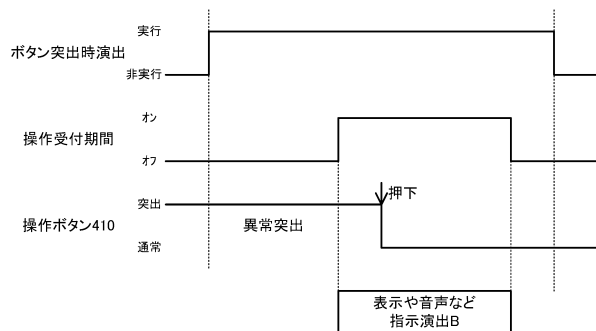 実行
ボタン突出時演出
非実行
オン
操作受付期間
オフ
突出
押下
操作ボタン410
異常突出
通常
表示や音声など
指示演出B